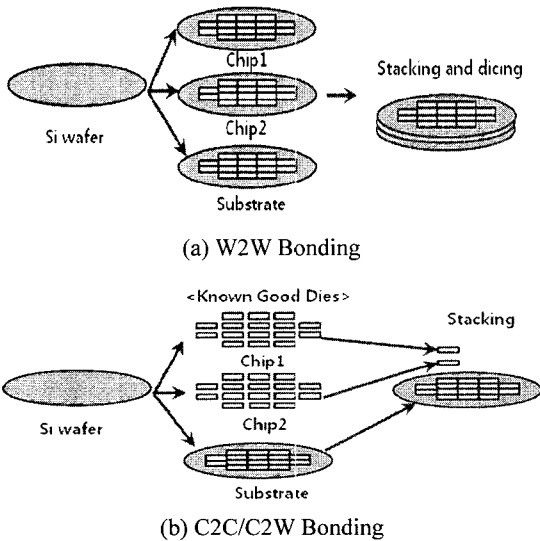 Chip1
Stacking and dicing
Chip2
Si wafer
Substrate
(a) W2W Bonding
<Known Good Dies>
Stacking
Chip1
Chip2
Si wafer
Substrate
(b) C2C/C2W Bonding